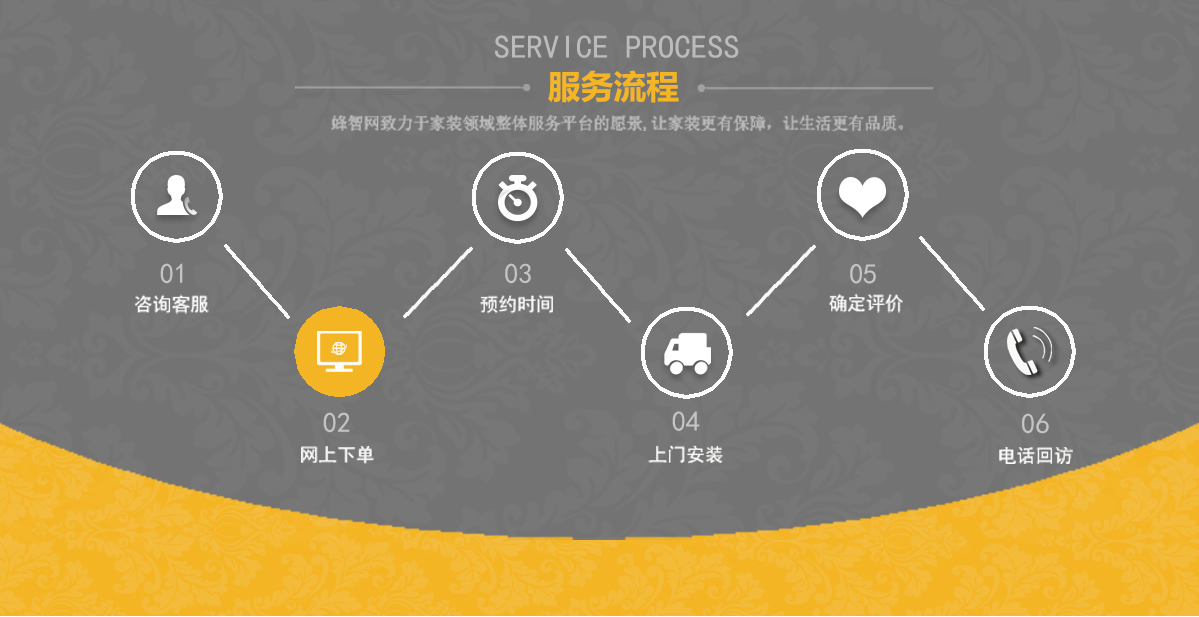 SERVICE PROCESS
服务流程
蜂智网致力于家装领域整体服务平台的愿景,让家装更有保障，让生活更有品质。
01
咨询客服
02
网上下单
03
预约时间
04
上门安装
05
确定评价
06
电话回访